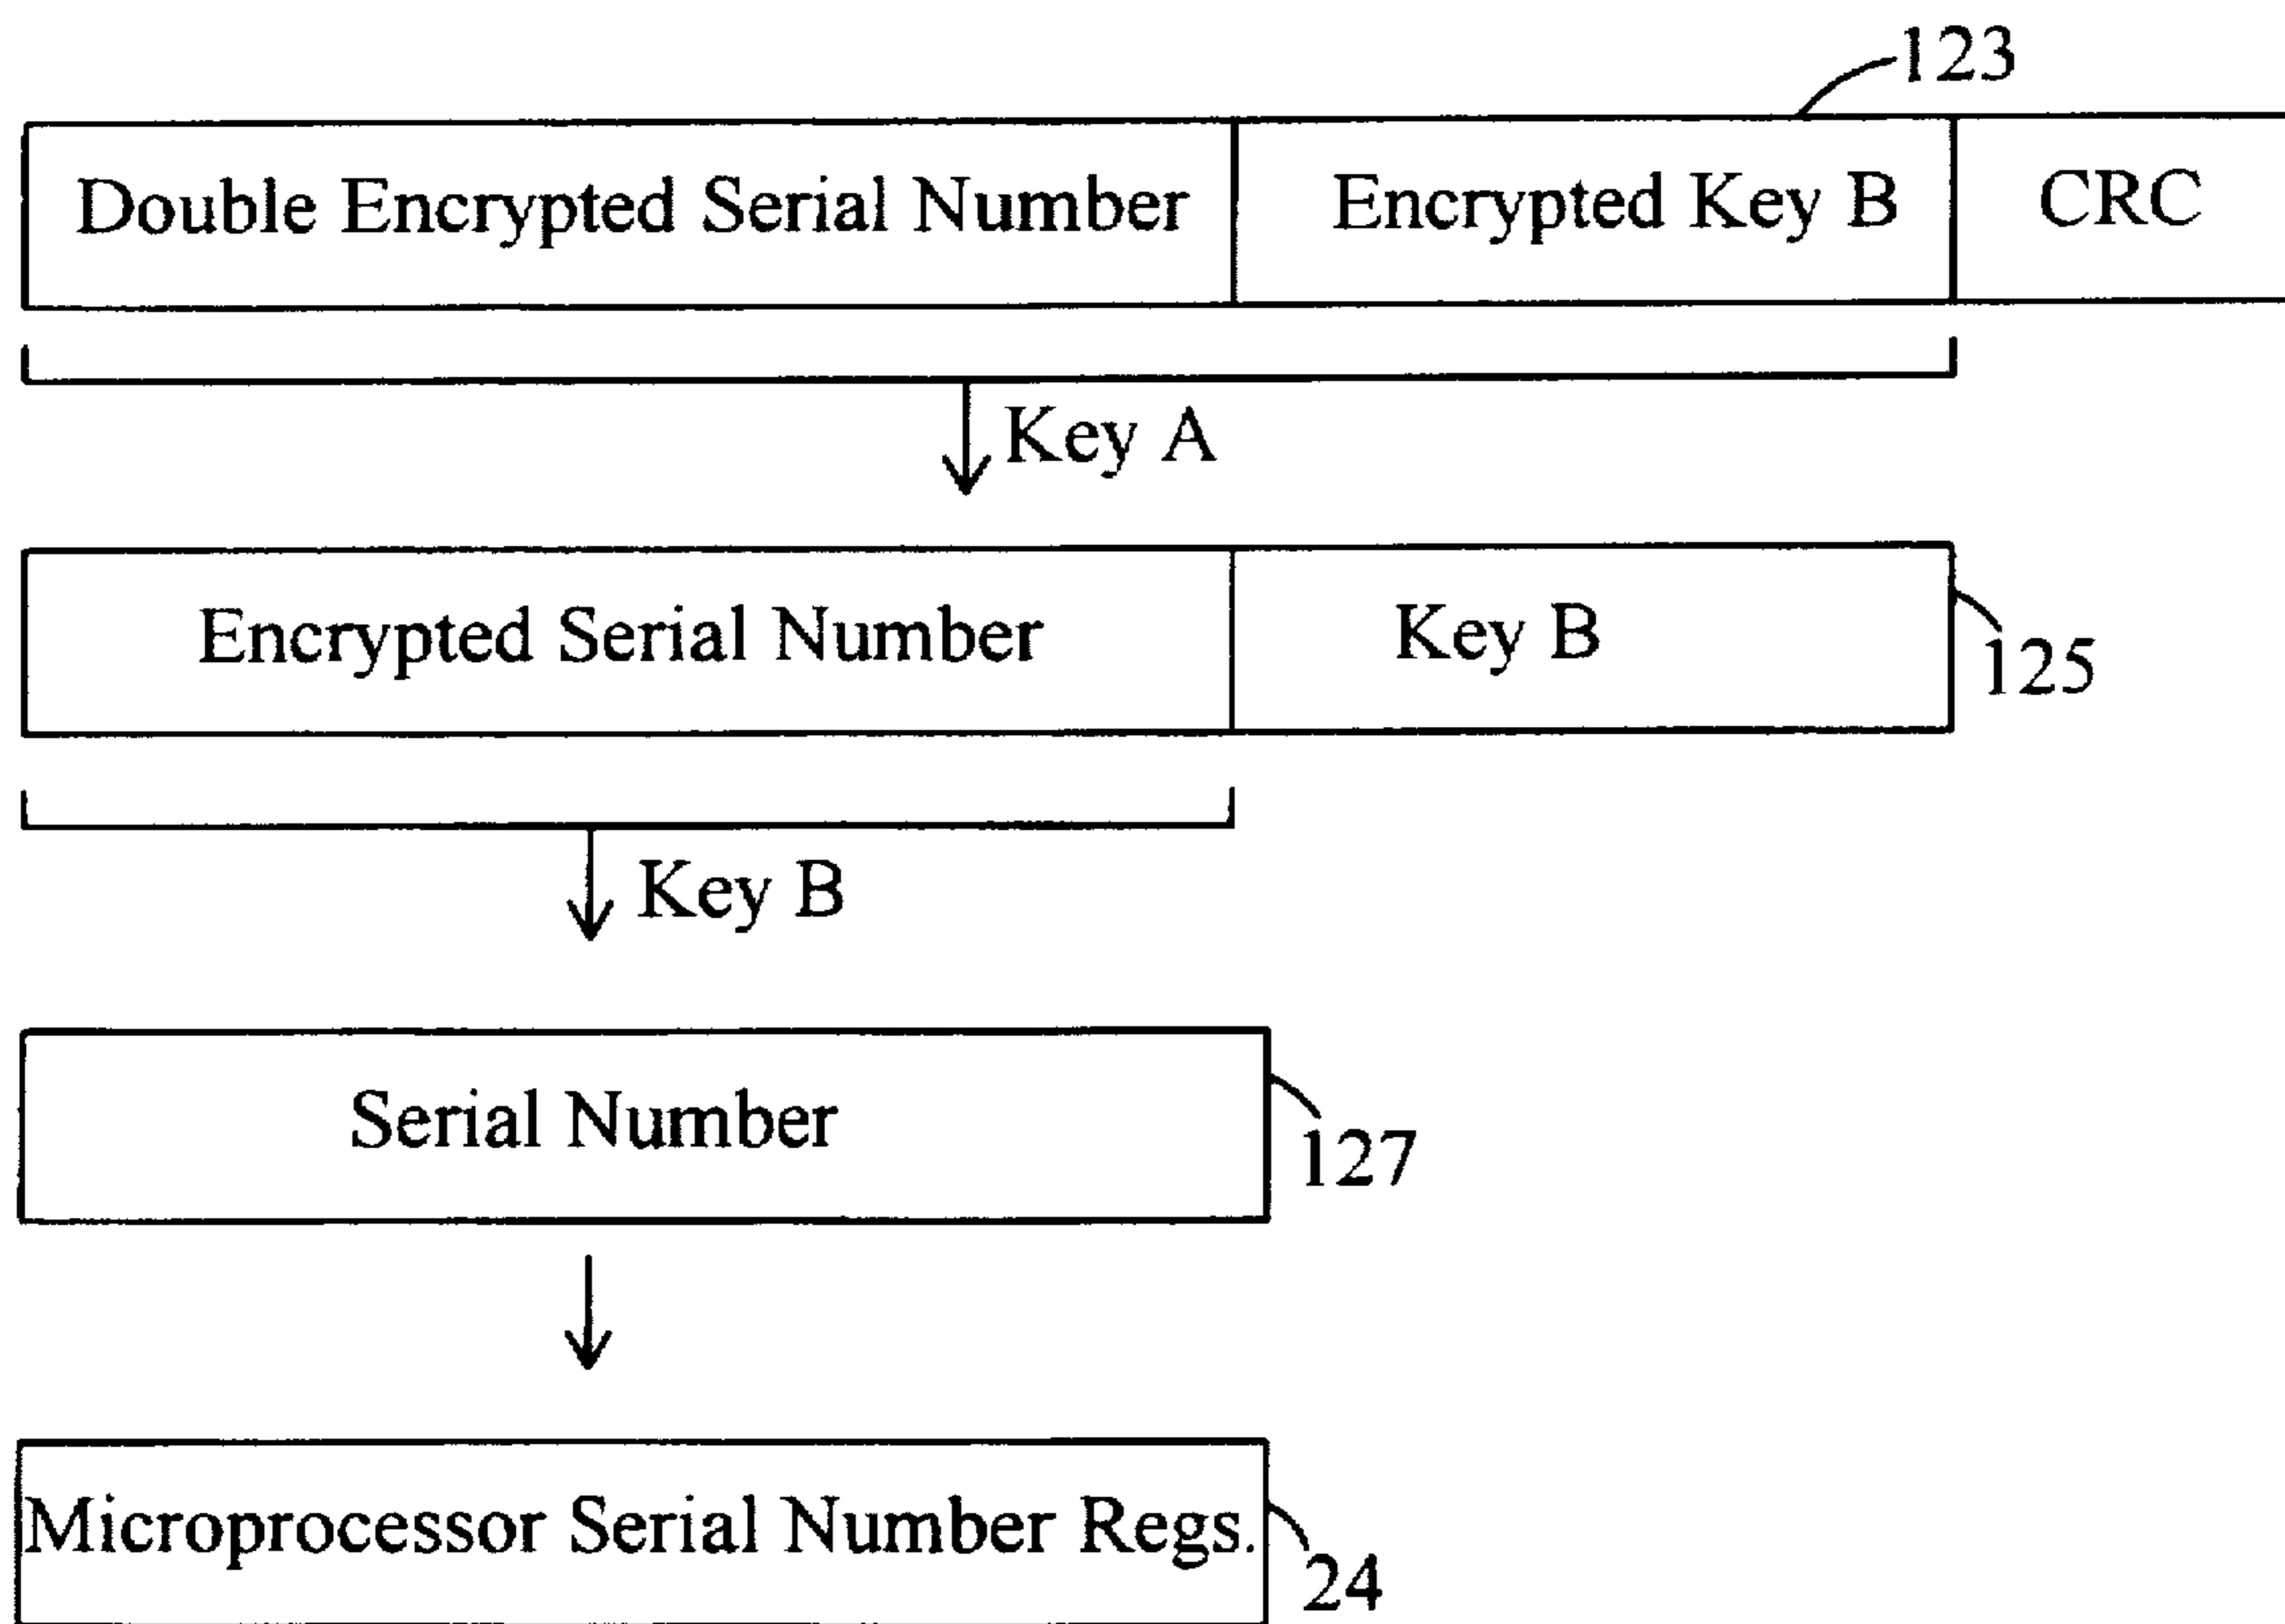 123
Double Encrypted Serial Number
Encrypted Key B
CRC
Key A
Encrypted Serial Number
Key B
125
Key B
Serial Number
127
Microprocessor Serial Number Regs.
24